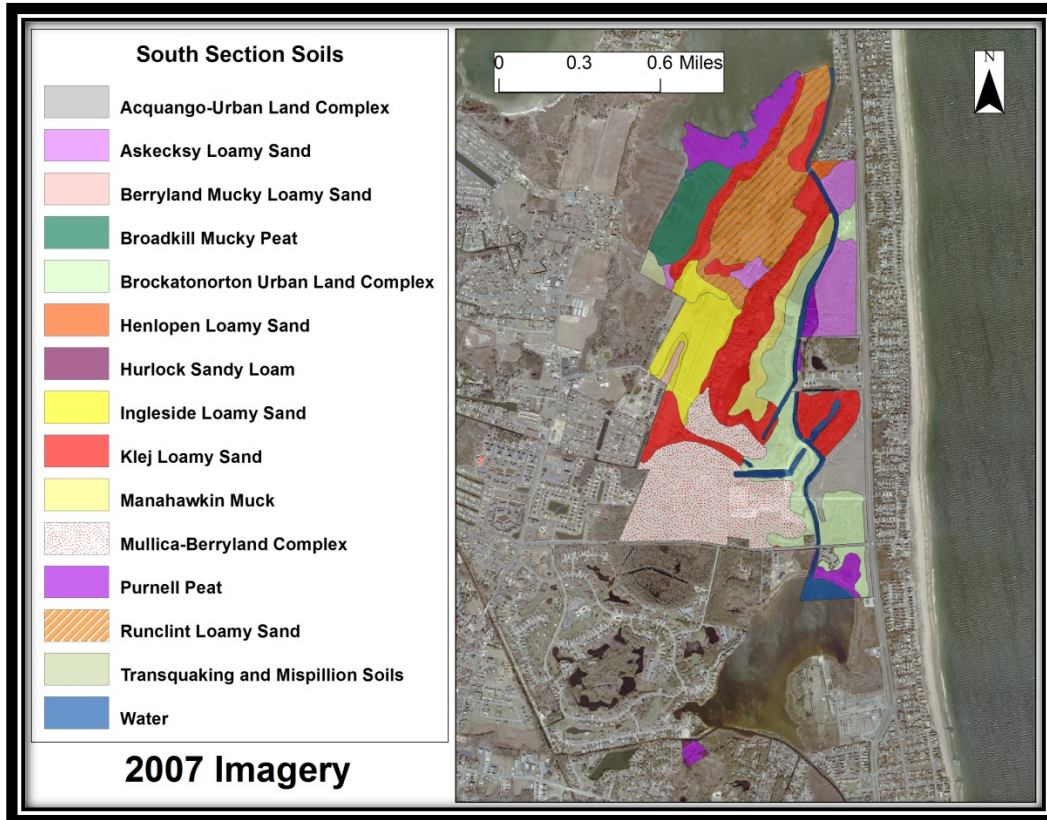 South Section Soils
Acquango-Urban Land Complex
Askecksy Loamy Sand
Berryland Mucky Loamy Sand
Broadkill Mucky Peat
Brockatonorton Urban Land Complex
Henlopen Loamy Sand
Hurlock Sandy Loam
Ingleside Loamy Sand
Klej Loamy Sand
Manahawkin Muck
Mullica-Berryland Complex
Purnell Peat
Runclint Loamy Sand
Transquaking and Mispillion Soils
Water
2007 Imagery
0 0.3 0.6 Miles
N